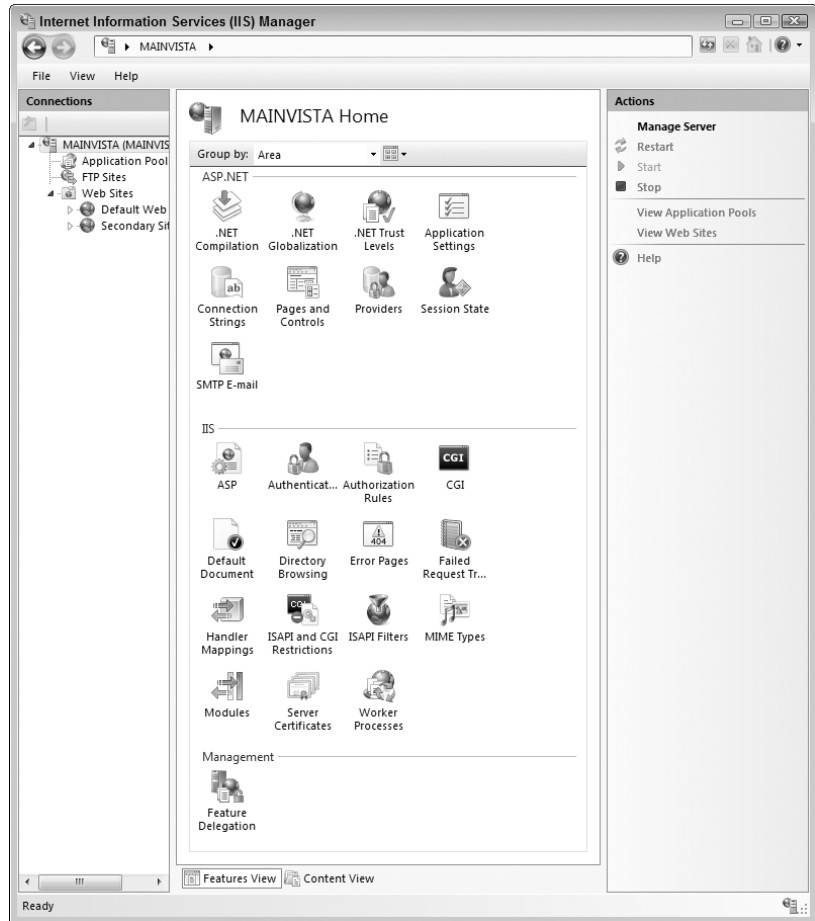 Internet Information Services (IIS) Manager
MAINVISTA
File View Help
Connections
MAINVISTA (MAINVIS
Application Pool
FTP Sites
Web Sites
Default Web
Secondary Sit
MAINVISTA Home
Group by: Area
ASP.NET
.NET Compilation
.NET Globalization
.NET Trust Levels
Application Settings
ab
Connection Strings
Pages and Controls
Providers
Session State
SMTP E-mail
IIS
ASP
Authenticat...
Authorization Rules
CGI
CGI
Default Document
Directory Browsing
404
Error Pages
Failed Request Tr...
Handler Mappings
CGI
ISAPI and CGI Restrictions
ISAPI Filters
MIME Types
Modules
Server Certificates
Worker Processes
Management
Feature Delegation
Features View
Content View
Actions
Manage Server
Restart
Start
Stop
View Application Pools
View Web Sites
Help
Ready